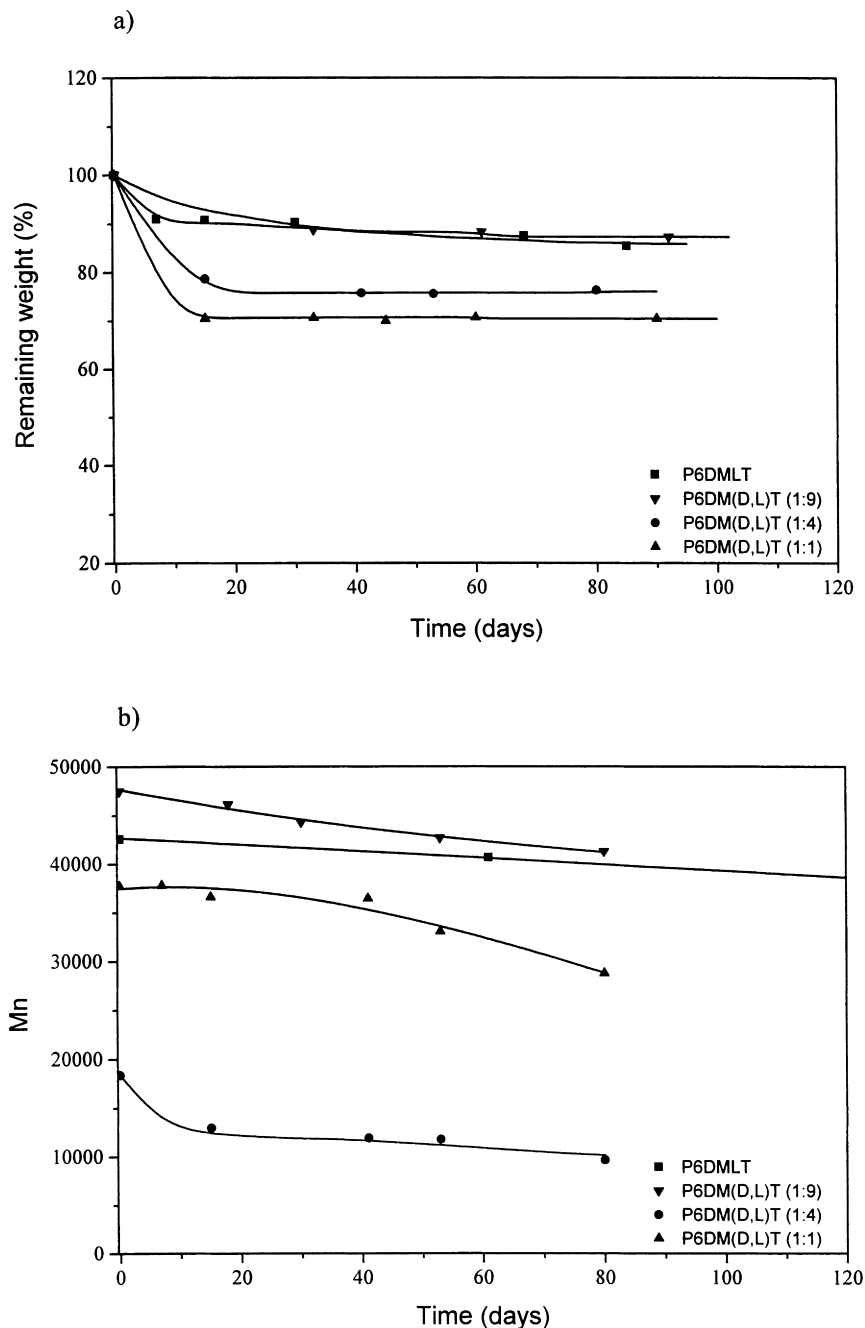 a)
120
100
80
60
40
20
Remaining weight (%)
P6DMLT
P6DM(D,L)T (1:9)
P6DM(D,L)T (1:4)
P6DM(D,L)T (1:1)
0 20 40 60 80 100 120
Time (days)
b)
50000
40000
30000
20000
10000
0
Mn
P6DMLT
P6DM(D,L)T (1:9)
P6DM(D,L)T (1:4)
P6DM(D,L)T (1:1)
0 20 40 60 80 100 120
Time (days)